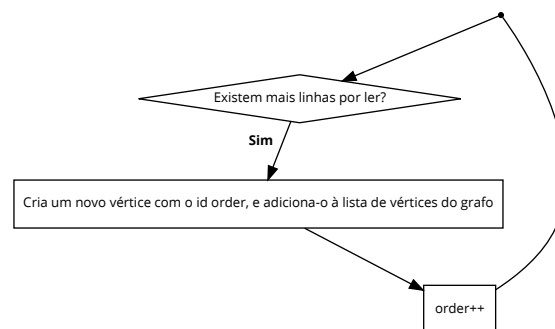 Existem mais linhas por ler?
Sim
Cria um novo vértice com o id order, e adiciona-o à lista de vértices do grafo
order++